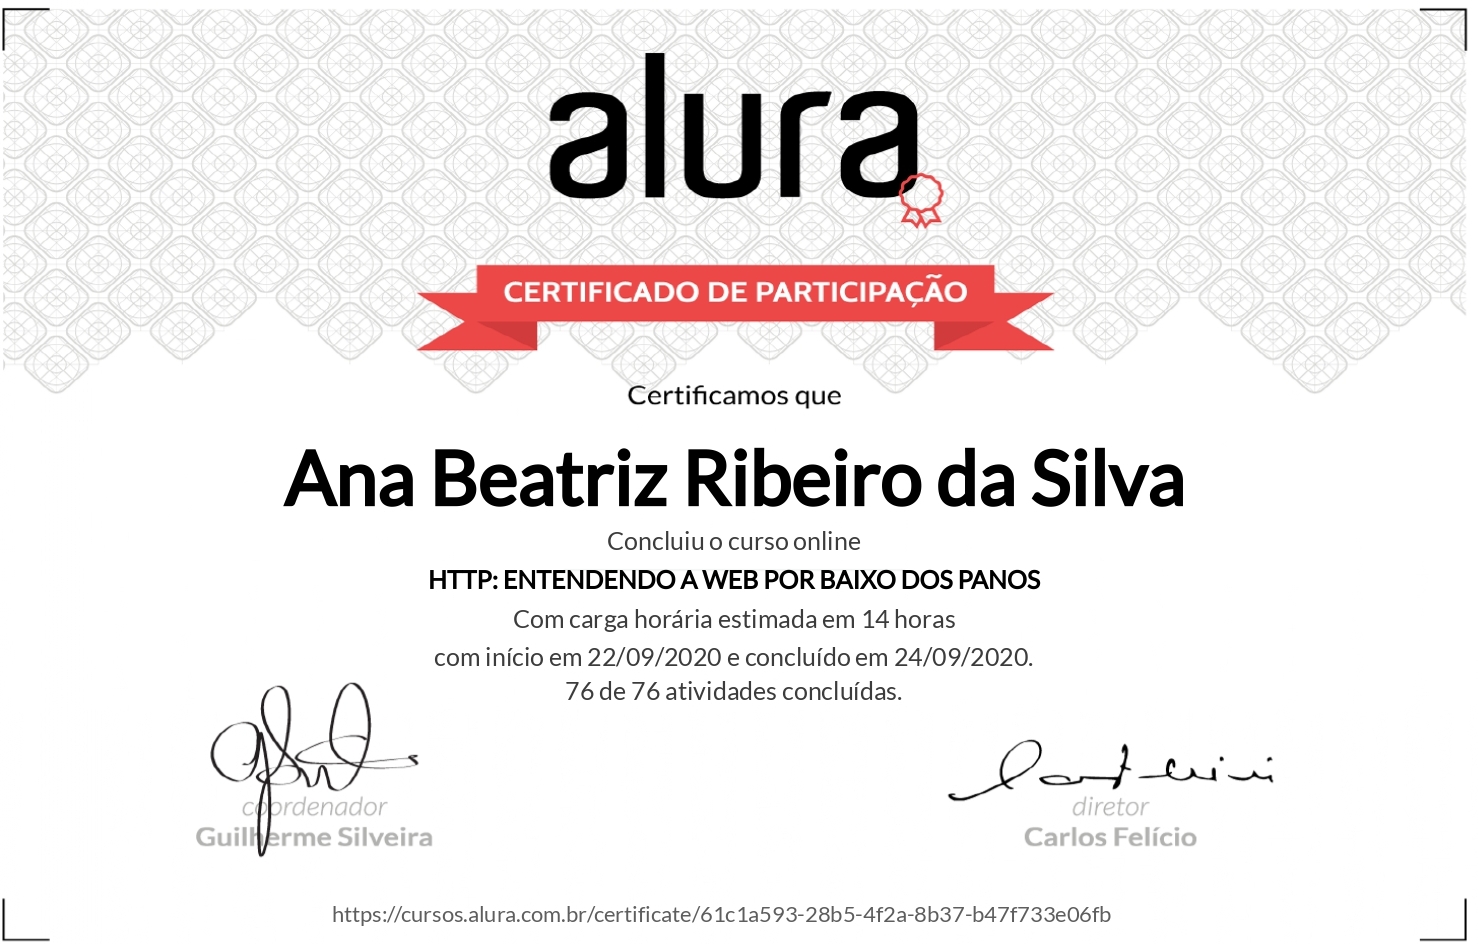 alura
CERTIFICADO DE PARTICIPAÇÃO
Certificamos que
Ana Beatriz Ribeiro da Silva
Concluiu o curso online
HTTP: ENTENDENDO A WEB POR BAIXO DOS PANOS
Com carga horária estimada em 14 horas
com início em 22/09/2020 e concluído em 24/09/2020.
76 de 76 atividades concluídas.
coordenador
Guilherme Silveira
diretor
Carlos Felício
https://cursos.alura.com.br/certificate/61c1a593-28b5-4f2a-8b37-b47f733e06fb